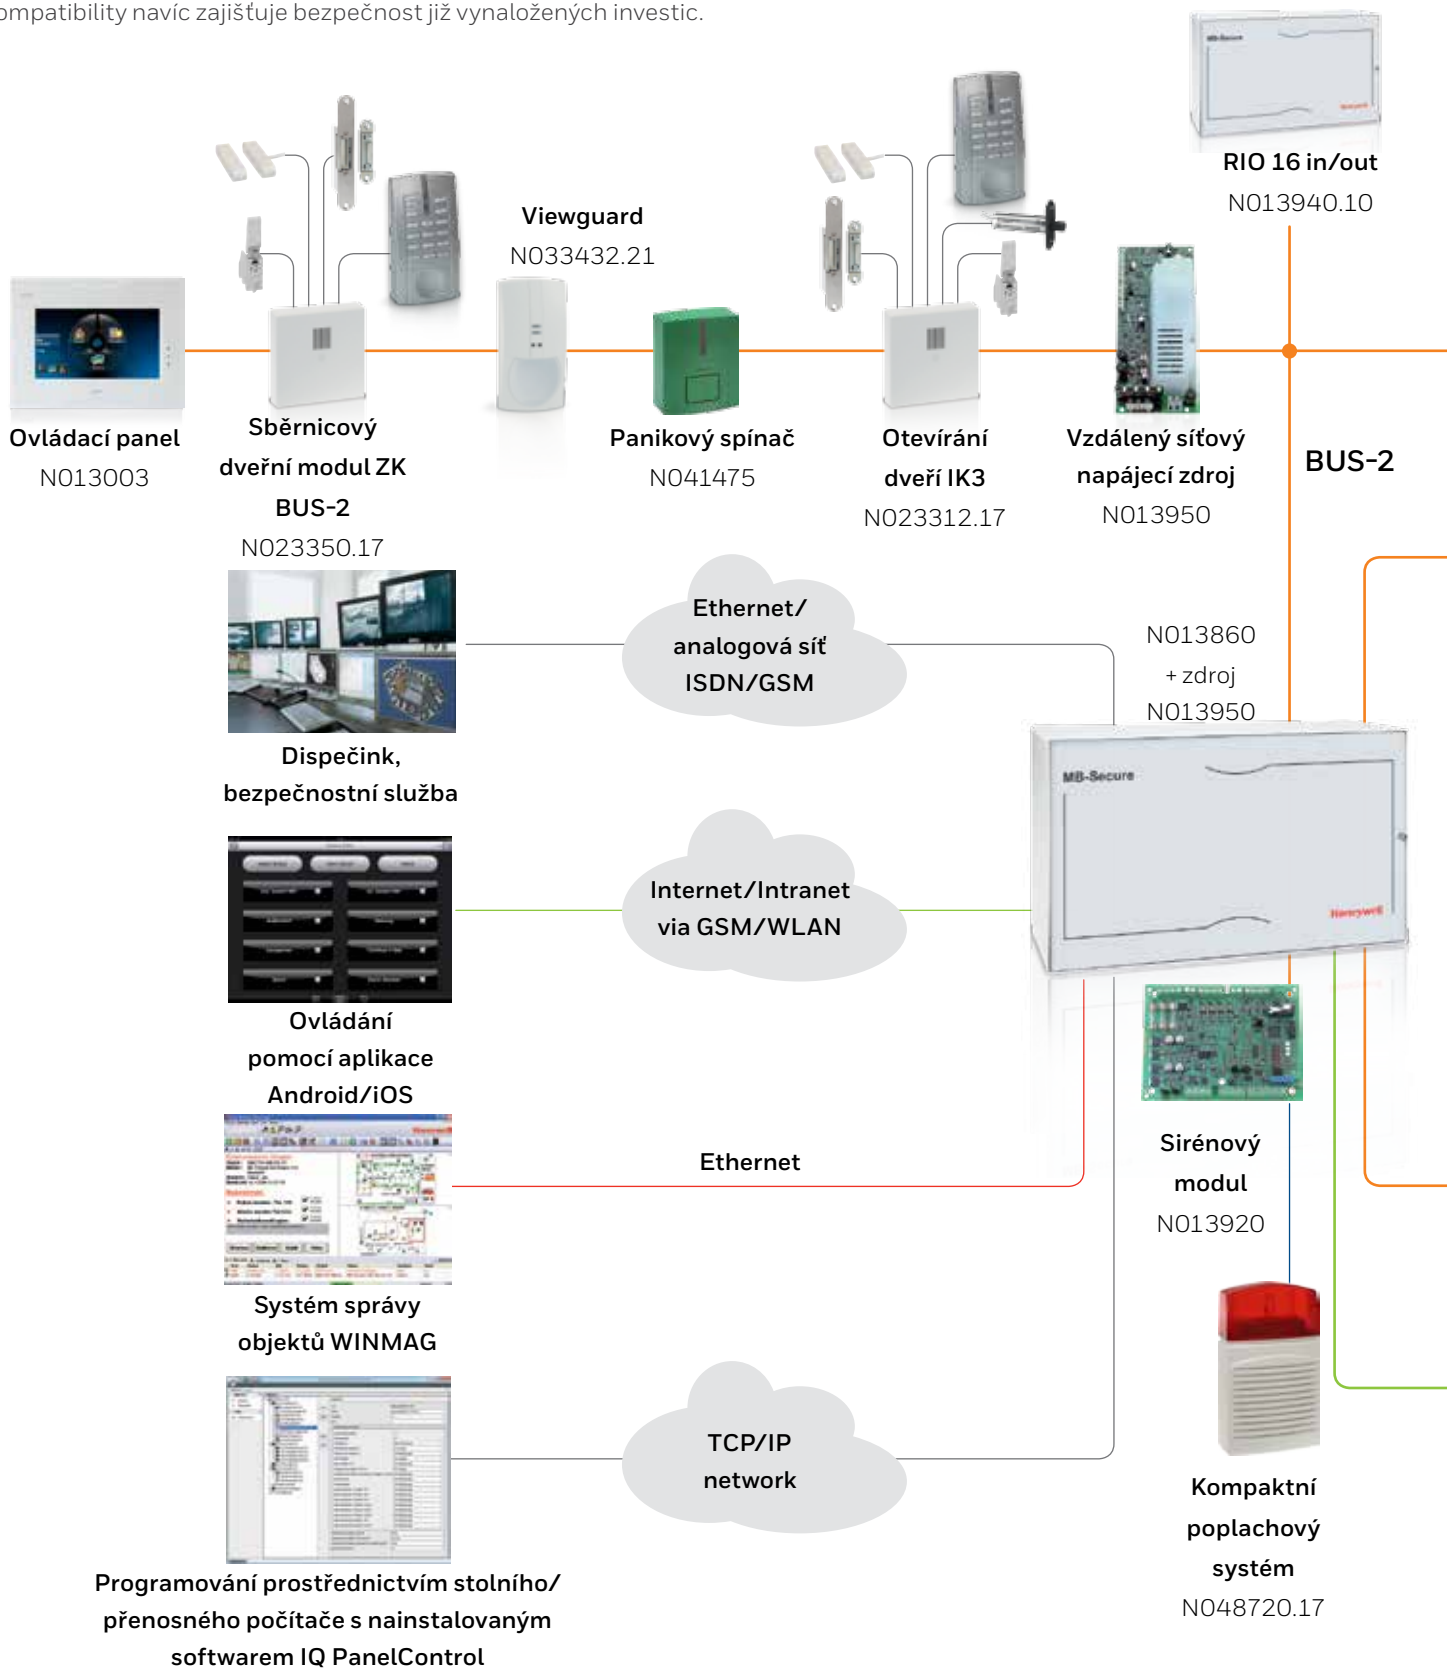 ompatibility navíc zajišťuje bezpečnost již vynaložených investic.
MB-Secure
Honeywell
RIO 16 in/out
N013940.10
Viewguard
N033432.21
Ovládací panel
N013003
Sběrnicový
dveřní modul ZK
BUS-2
N023350.17
Panikový spínač
N041475
Otevírání
dveří IK3
N023312.17
Vzdálený síťový
napájecí zdroj
N013950
BUS-2
Ethernet/
analogová síť
ISDN/GSM
N013860
+ zdroj
N013950
Dispečink,
bezpečnostní služba
MB-Secure
Honeywell
Internet/Intranet
via GSM/WLAN
Ovládání
pomocí aplikace
Android/iOS
Ethernet
Sirénový
modul
N013920
Systém správy
objektů WINMAG
TCP/IP
network
Kompaktní
poplachový
systém
N048720.17
Programování prostřednictvím stolního/
přenosného počítače s nainstalovaným
softwarem IQ PanelControl